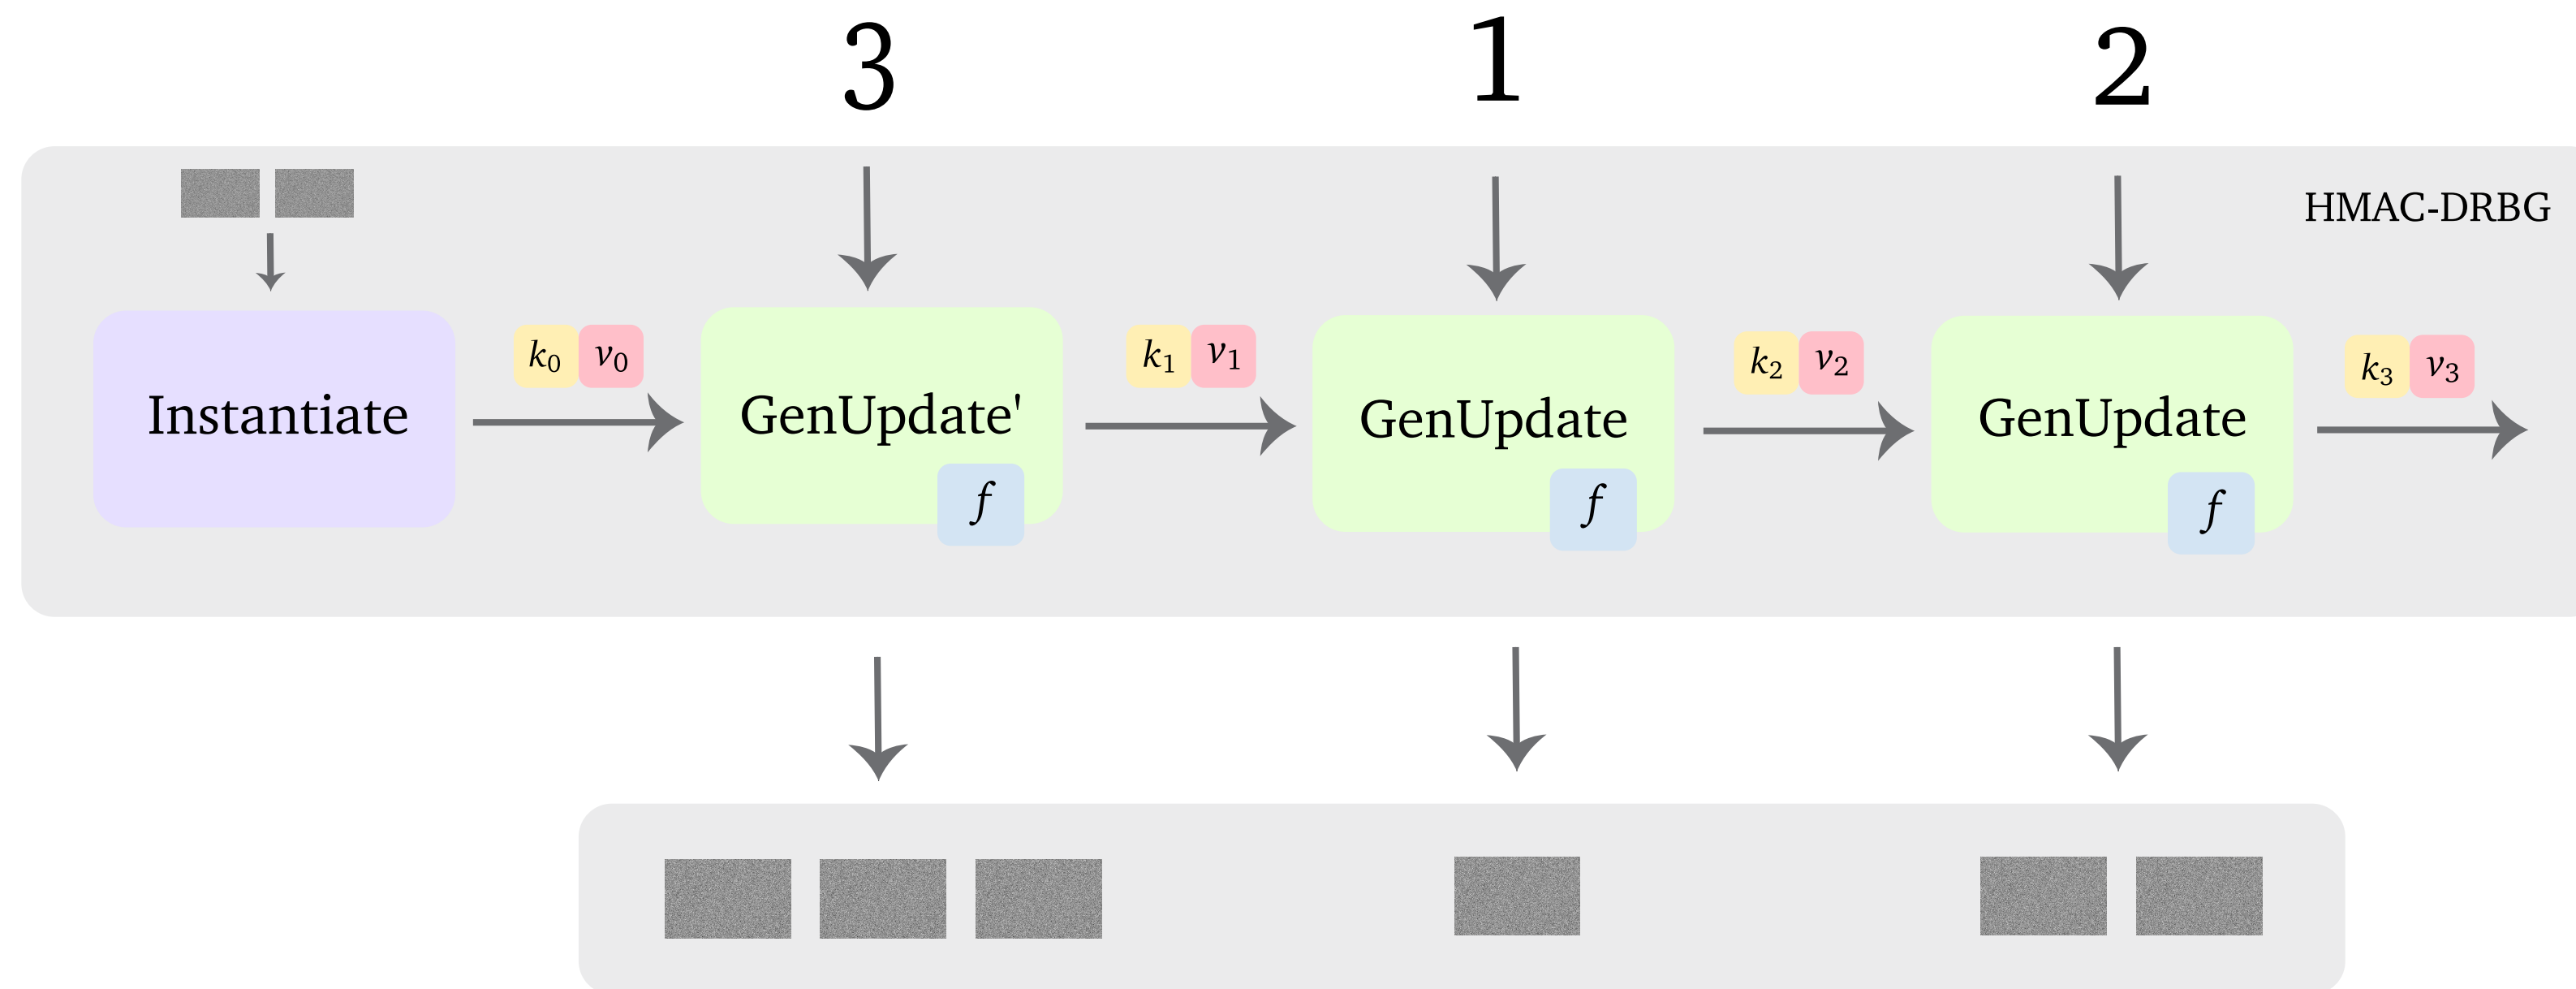 3 1 2
HMAC-DRBG
k0 v0 k1 v1 k2 v2 k3 v3
Instantiate GenUpdate' GenUpdate GenUpdate
f f f